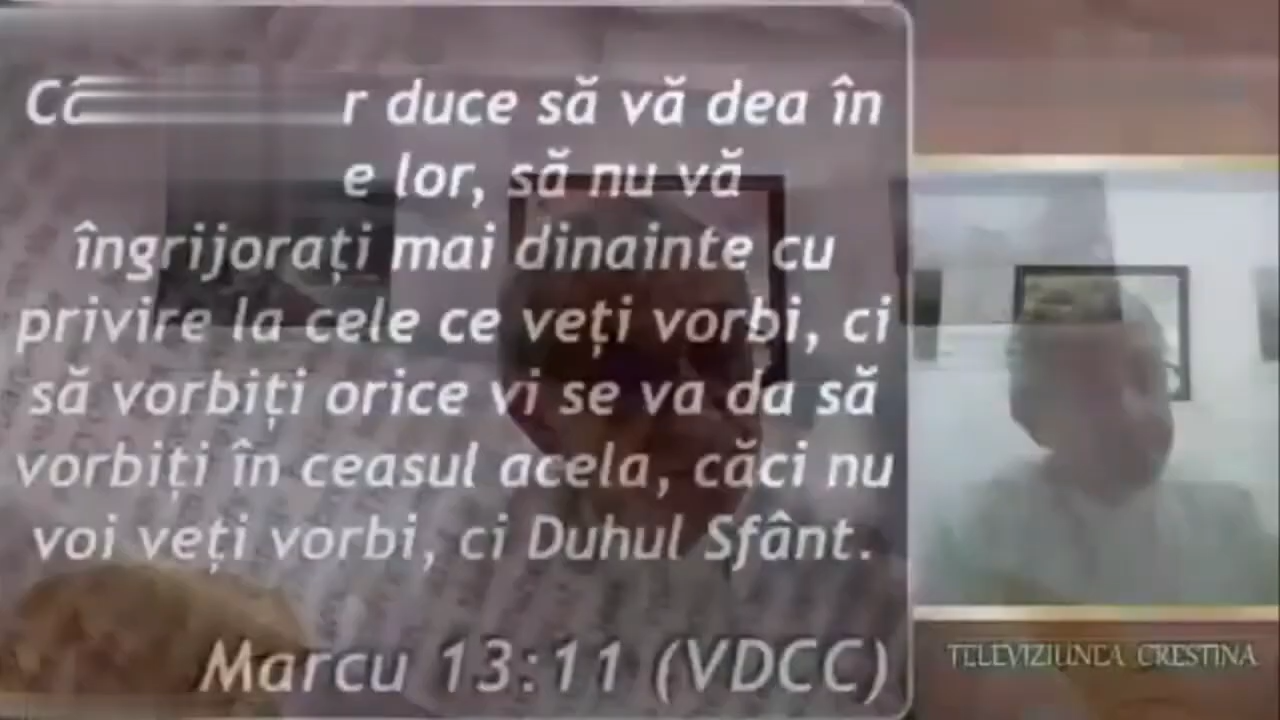 r duce să vă dea în
e lor, să nu vă
îngrijorați mai dinainte cu
privire la cele ce veți vorbi, ci
să vorbiți orice vi se va da să
vorbiți în ceasul acela, căci nu
voi veți vorbi, ci Duhul Sfânt.
Marcu 13:11 (VDCC)
TELEVIZIUNEA CRESTINA